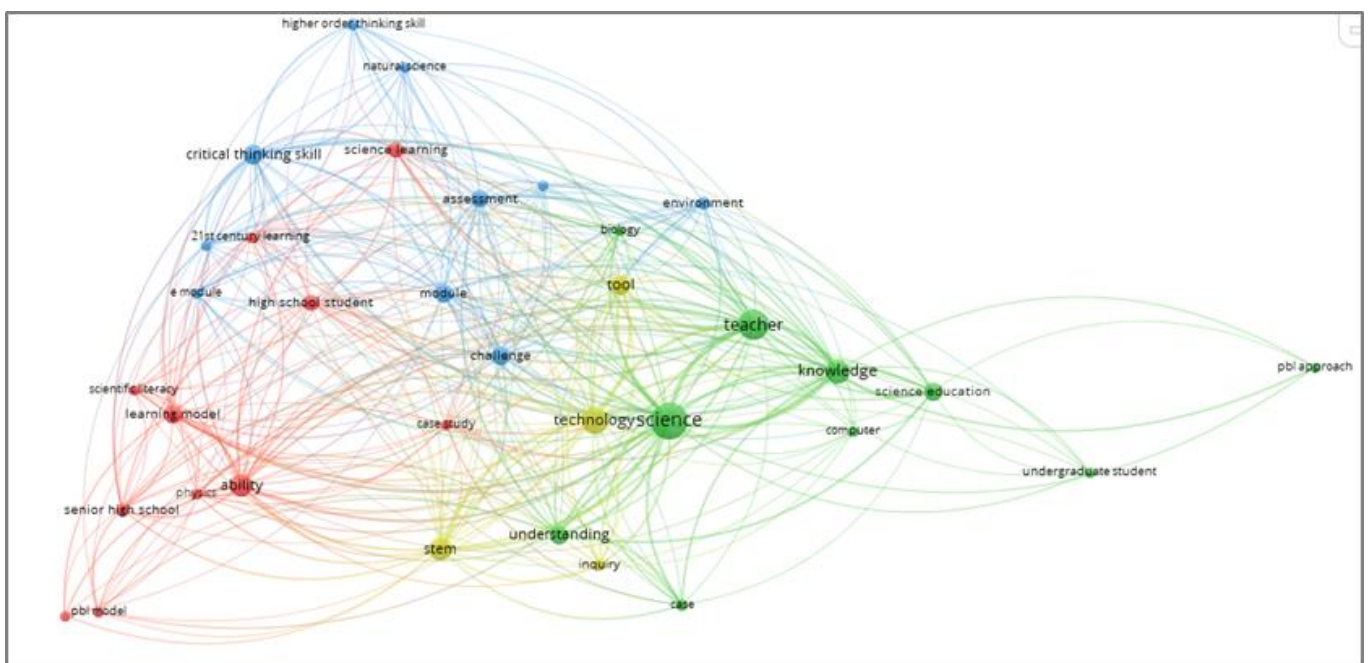 higher order thinking skill
natural science
critical thinking skill
science learning
assessment
environment
biology
21st century learning
tool
e module
high school student
module
teacher
challenge
knowledge
pbl approach
scientific literacy
science education
learning model
case study
technology
science
computer
undergraduate student
ability
physics
senior high school
understanding
stem
inquiry
case
pbl model